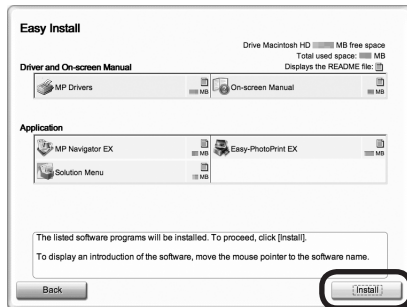 Easy Install
Drive Macintosh HD MB free space
Total used space: MB
Driver and On-screen Manual
Displays the README file:
MP Drivers
MB
On-screen Manual
MB
Application
MP Navigator EX
MB
Easy-PhotoPrint EX
MB
Solution Menu
MB
The listed software programs will be installed. To proceed, click [Install].
To display an introduction of the software, move the mouse pointer to the software name.
Back
Install